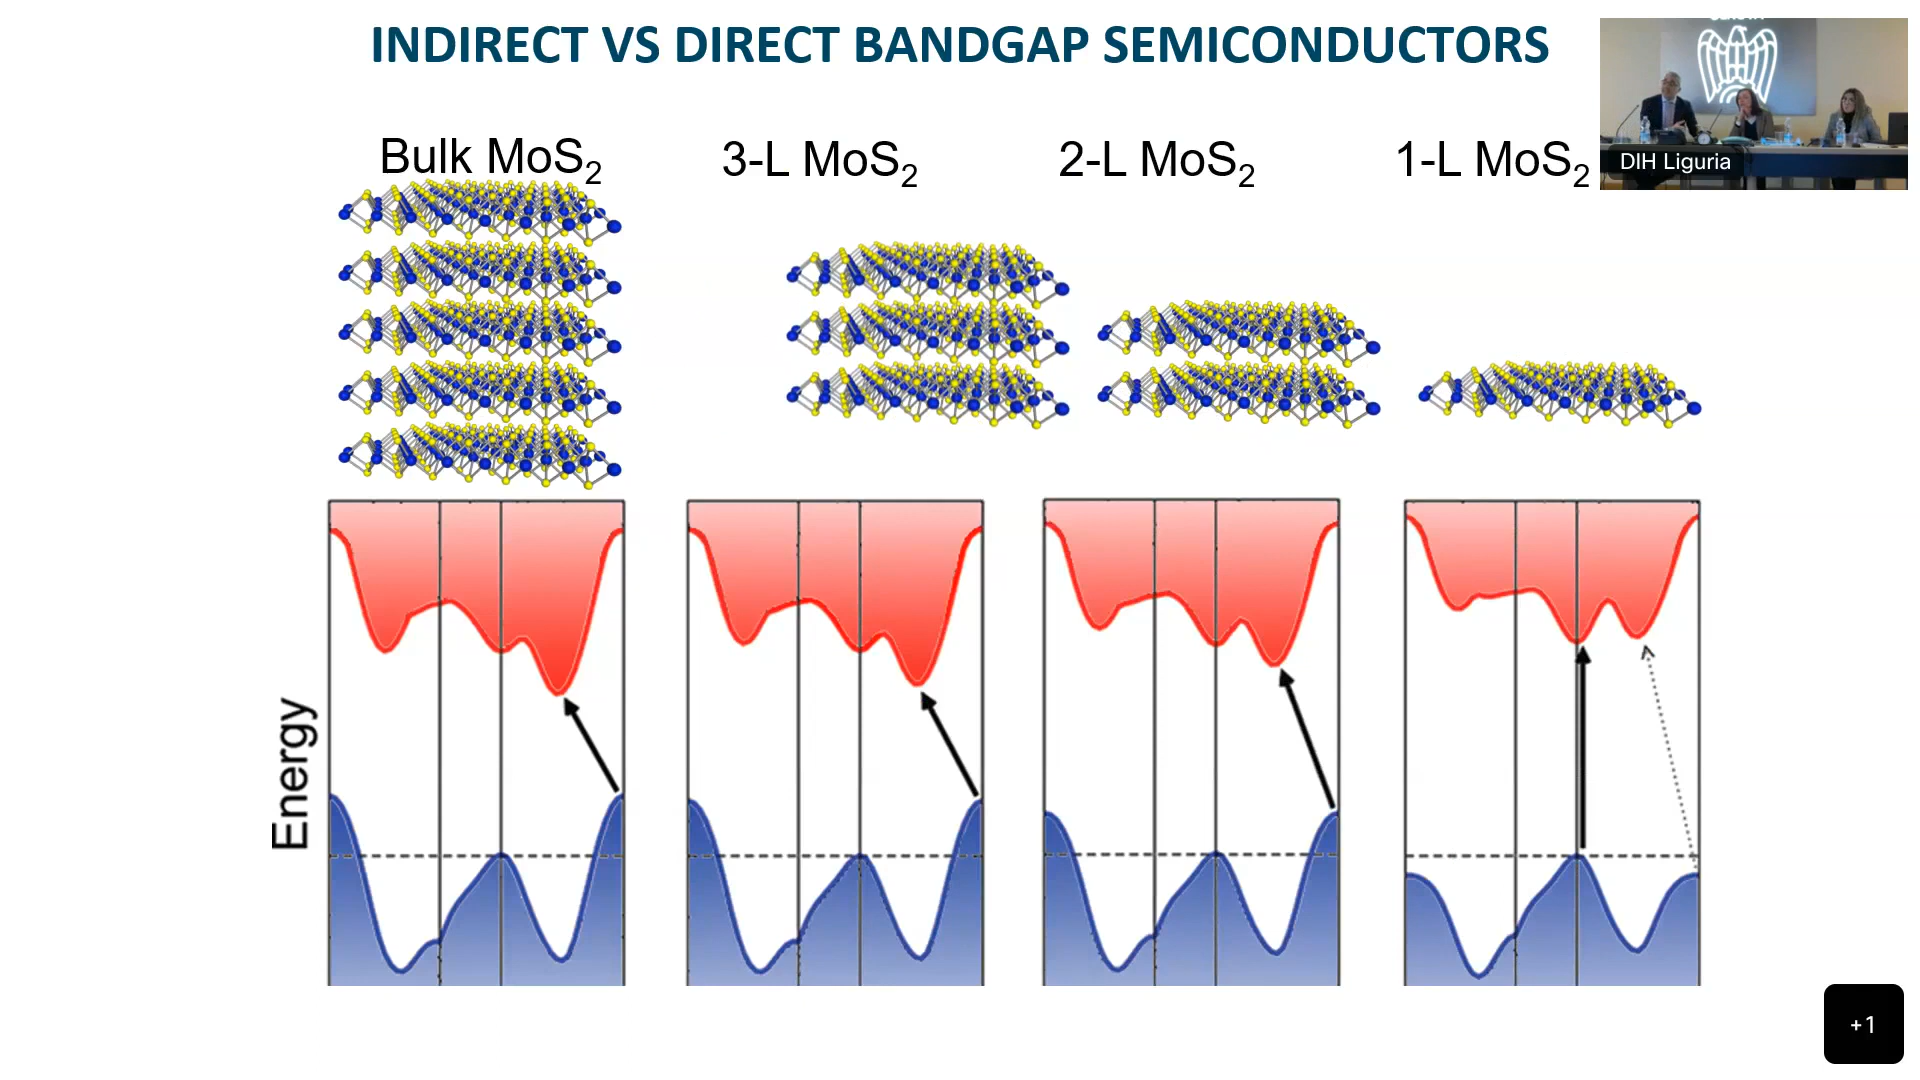 INDIRECT VS DIRECT BANDGAP SEMICONDUCTORS
Bulk MoS₂
3-L MoS₂
2-L MoS₂
1-L MoS₂
DIH Liguria
Energy
+1